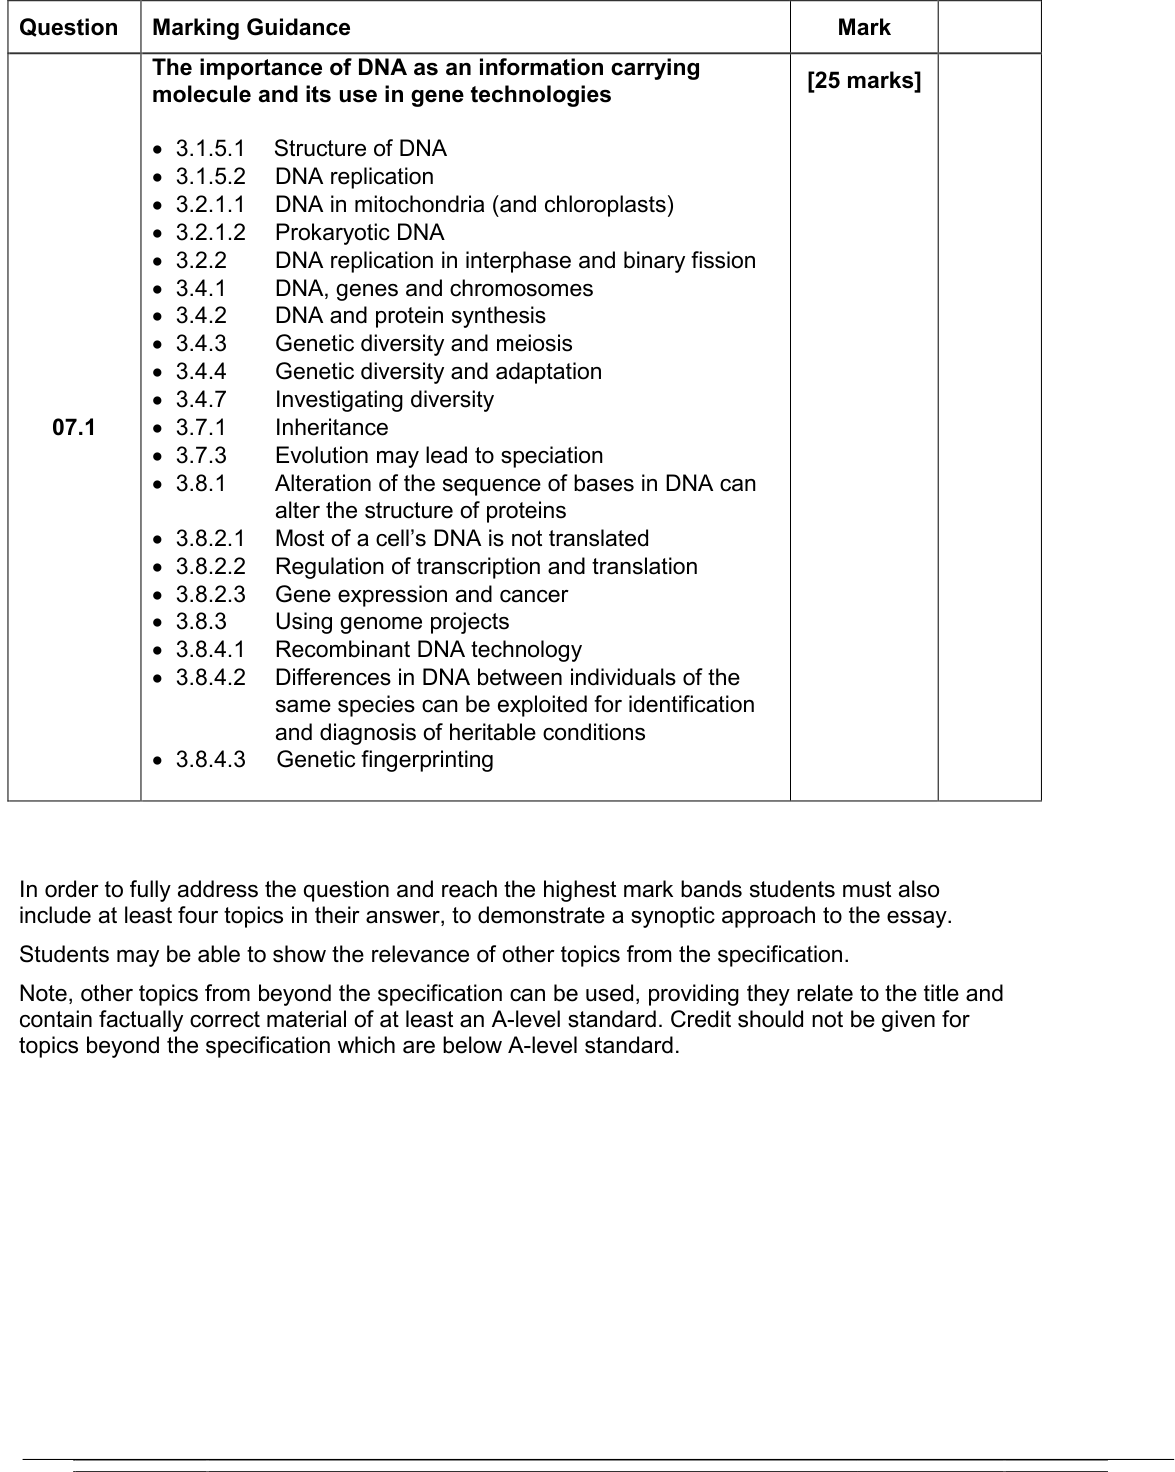 Question Marking Guidance Mark
The importance of DNA as an information carrying
molecule and its use in gene technologies
[25 marks]
• 3.1.5.1 Structure of DNA
• 3.1.5.2 DNA replication
• 3.2.1.1 DNA in mitochondria (and chloroplasts)
• 3.2.1.2 Prokaryotic DNA
• 3.2.2 DNA replication in interphase and binary fission
• 3.4.1 DNA, genes and chromosomes
• 3.4.2 DNA and protein synthesis
• 3.4.3 Genetic diversity and meiosis
• 3.4.4 Genetic diversity and adaptation
• 3.4.7 Investigating diversity
07.1
• 3.7.1 Inheritance
• 3.7.3 Evolution may lead to speciation
• 3.8.1 Alteration of the sequence of bases in DNA can
alter the structure of proteins
• 3.8.2.1 Most of a cell's DNA is not translated
• 3.8.2.2 Regulation of transcription and translation
• 3.8.2.3 Gene expression and cancer
• 3.8.3 Using genome projects
• 3.8.4.1 Recombinant DNA technology
• 3.8.4.2 Differences in DNA between individuals of the
same species can be exploited for identification
and diagnosis of heritable conditions
• 3.8.4.3 Genetic fingerprinting
In order to fully address the question and reach the highest mark bands students must also
include at least four topics in their answer, to demonstrate a synoptic approach to the essay.
Students may be able to show the relevance of other topics from the specification.
Note, other topics from beyond the specification can be used, providing they relate to the title and
contain factually correct material of at least an A-level standard. Credit should not be given for
topics beyond the specification which are below A-level standard.